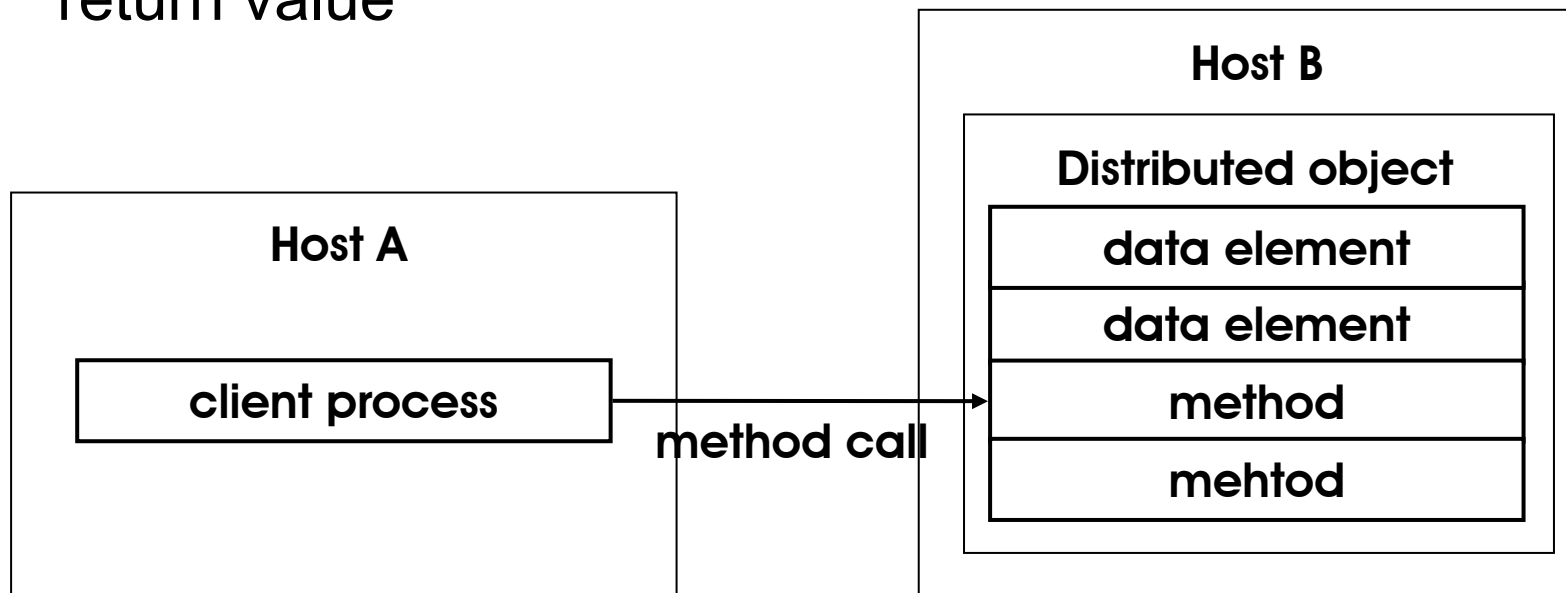 return value
Host B
Distributed object
Host A
data element
data element
client process
method
method call
mehtod